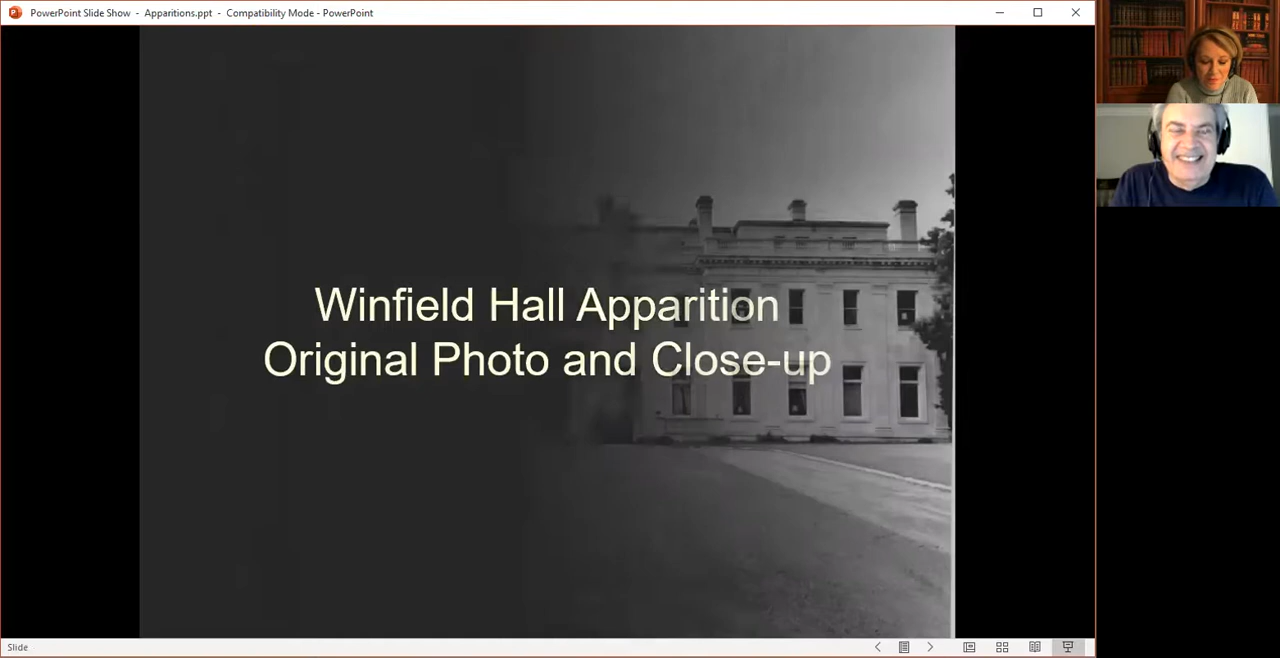 PowerPoint Slide Show - Apparitions.ppt - Compatibility Mode - PowerPoint
Winfield Hall Apparition
Original Photo and Close-up
Slide